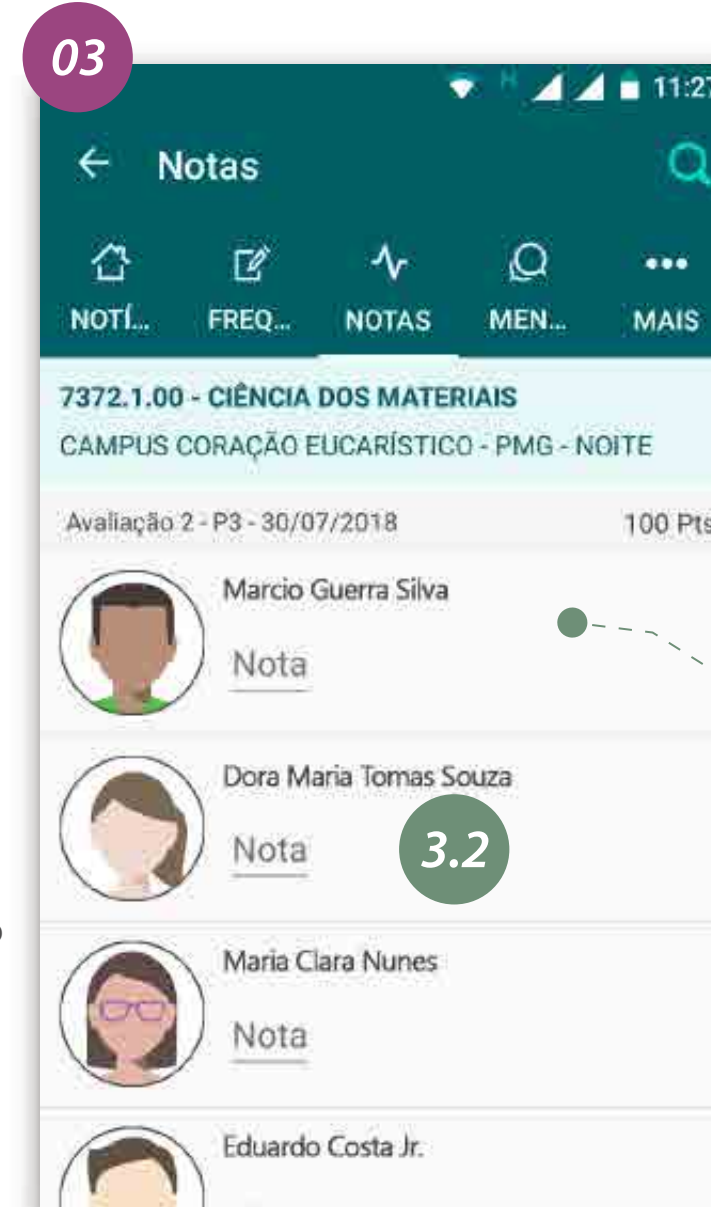 03
11:27
Notas
NOTÍ... FREQ... NOTAS MEN... MAIS
7372.1.00 - CIÊNCIA DOS MATERIAIS
CAMPUS CORAÇÃO EUCARÍSTICO - PMG - NOITE
Avaliação 2 - P3 - 30/07/2018 100 Pts
Marcio Guerra Silva
Nota
Dora Maria Tomas Souza
Nota
3.2
Maria Clara Nunes
Nota
Eduardo Costa Jr.